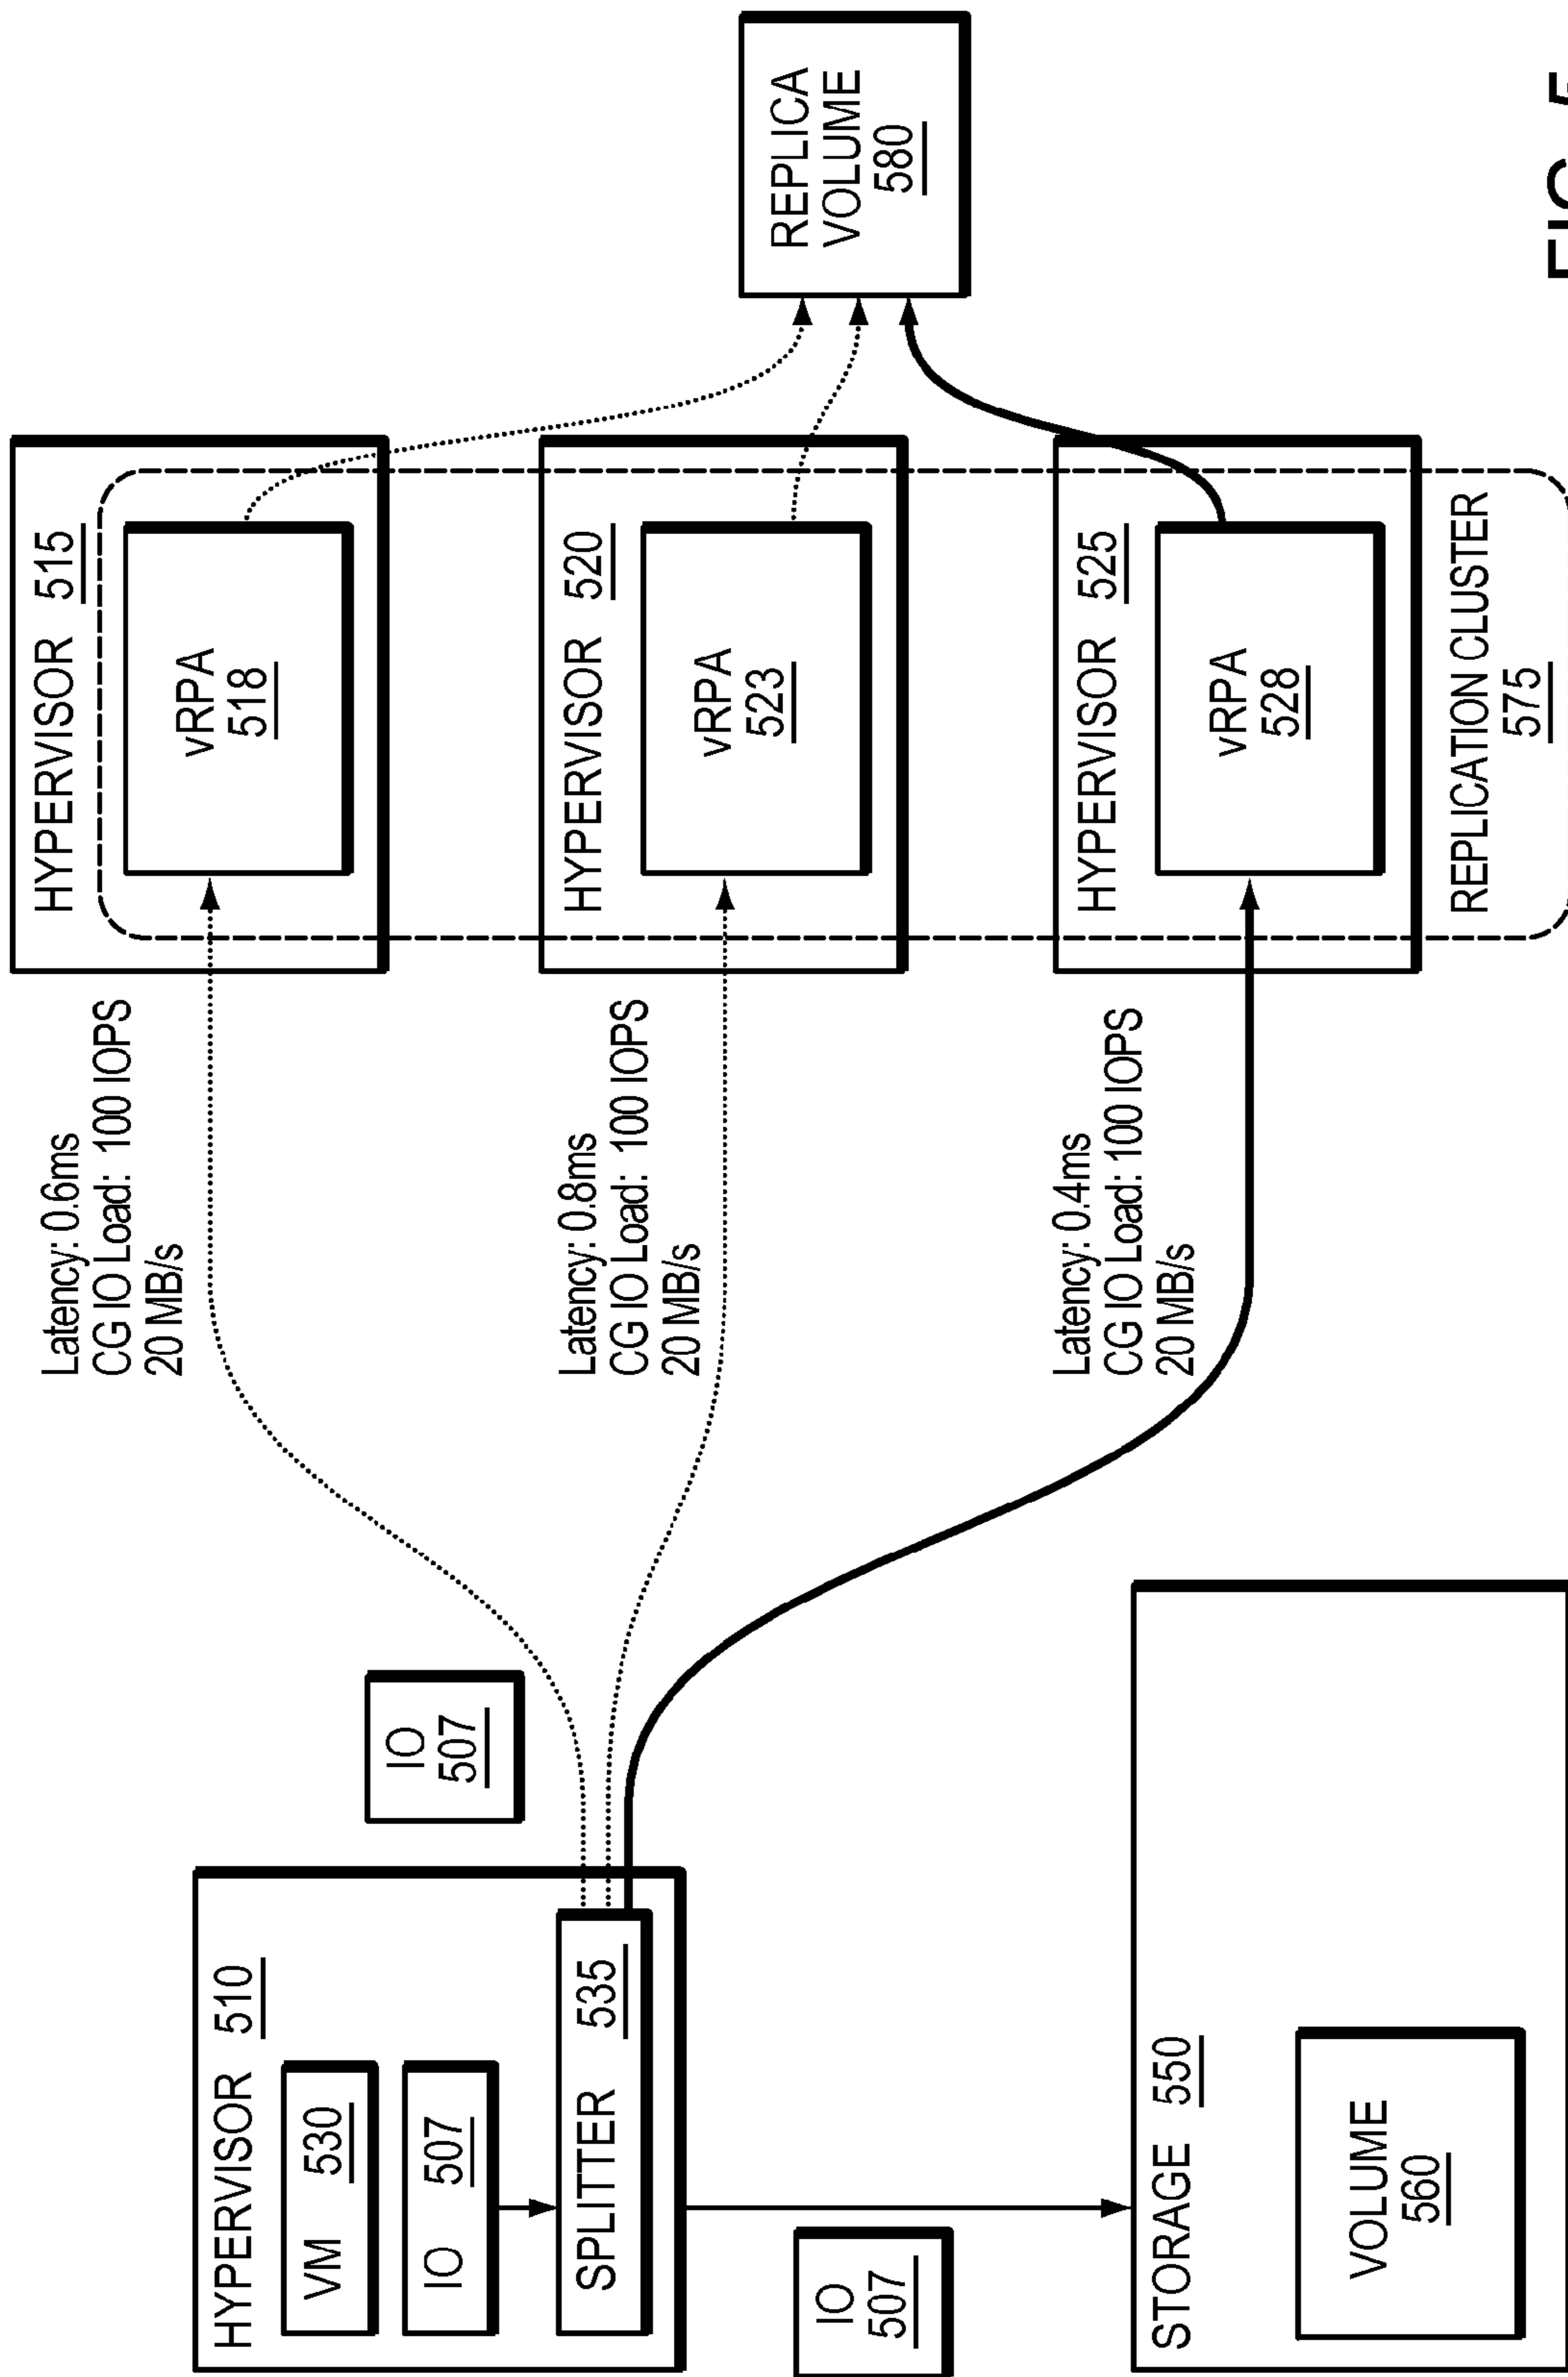 HYPERVISOR 510
VM 530
IO 507
SPLITTER 535
IO
507
IO
507
STORAGE 550
VOLUME
560
Latency: 0.6ms
CG IO Load: 100 IOPS
20 MB/s
Latency: 0.8ms
CG IO Load: 100 IOPS
20 MB/s
Latency: 0.4ms
CG IO Load: 100 IOPS
20 MB/s
HYPERVISOR 515
vRPA
518
HYPERVISOR 520
vRPA
523
HYPERVISOR 525
vRPA
528
REPLICATION CLUSTER
575
REPLICA
VOLUME
580